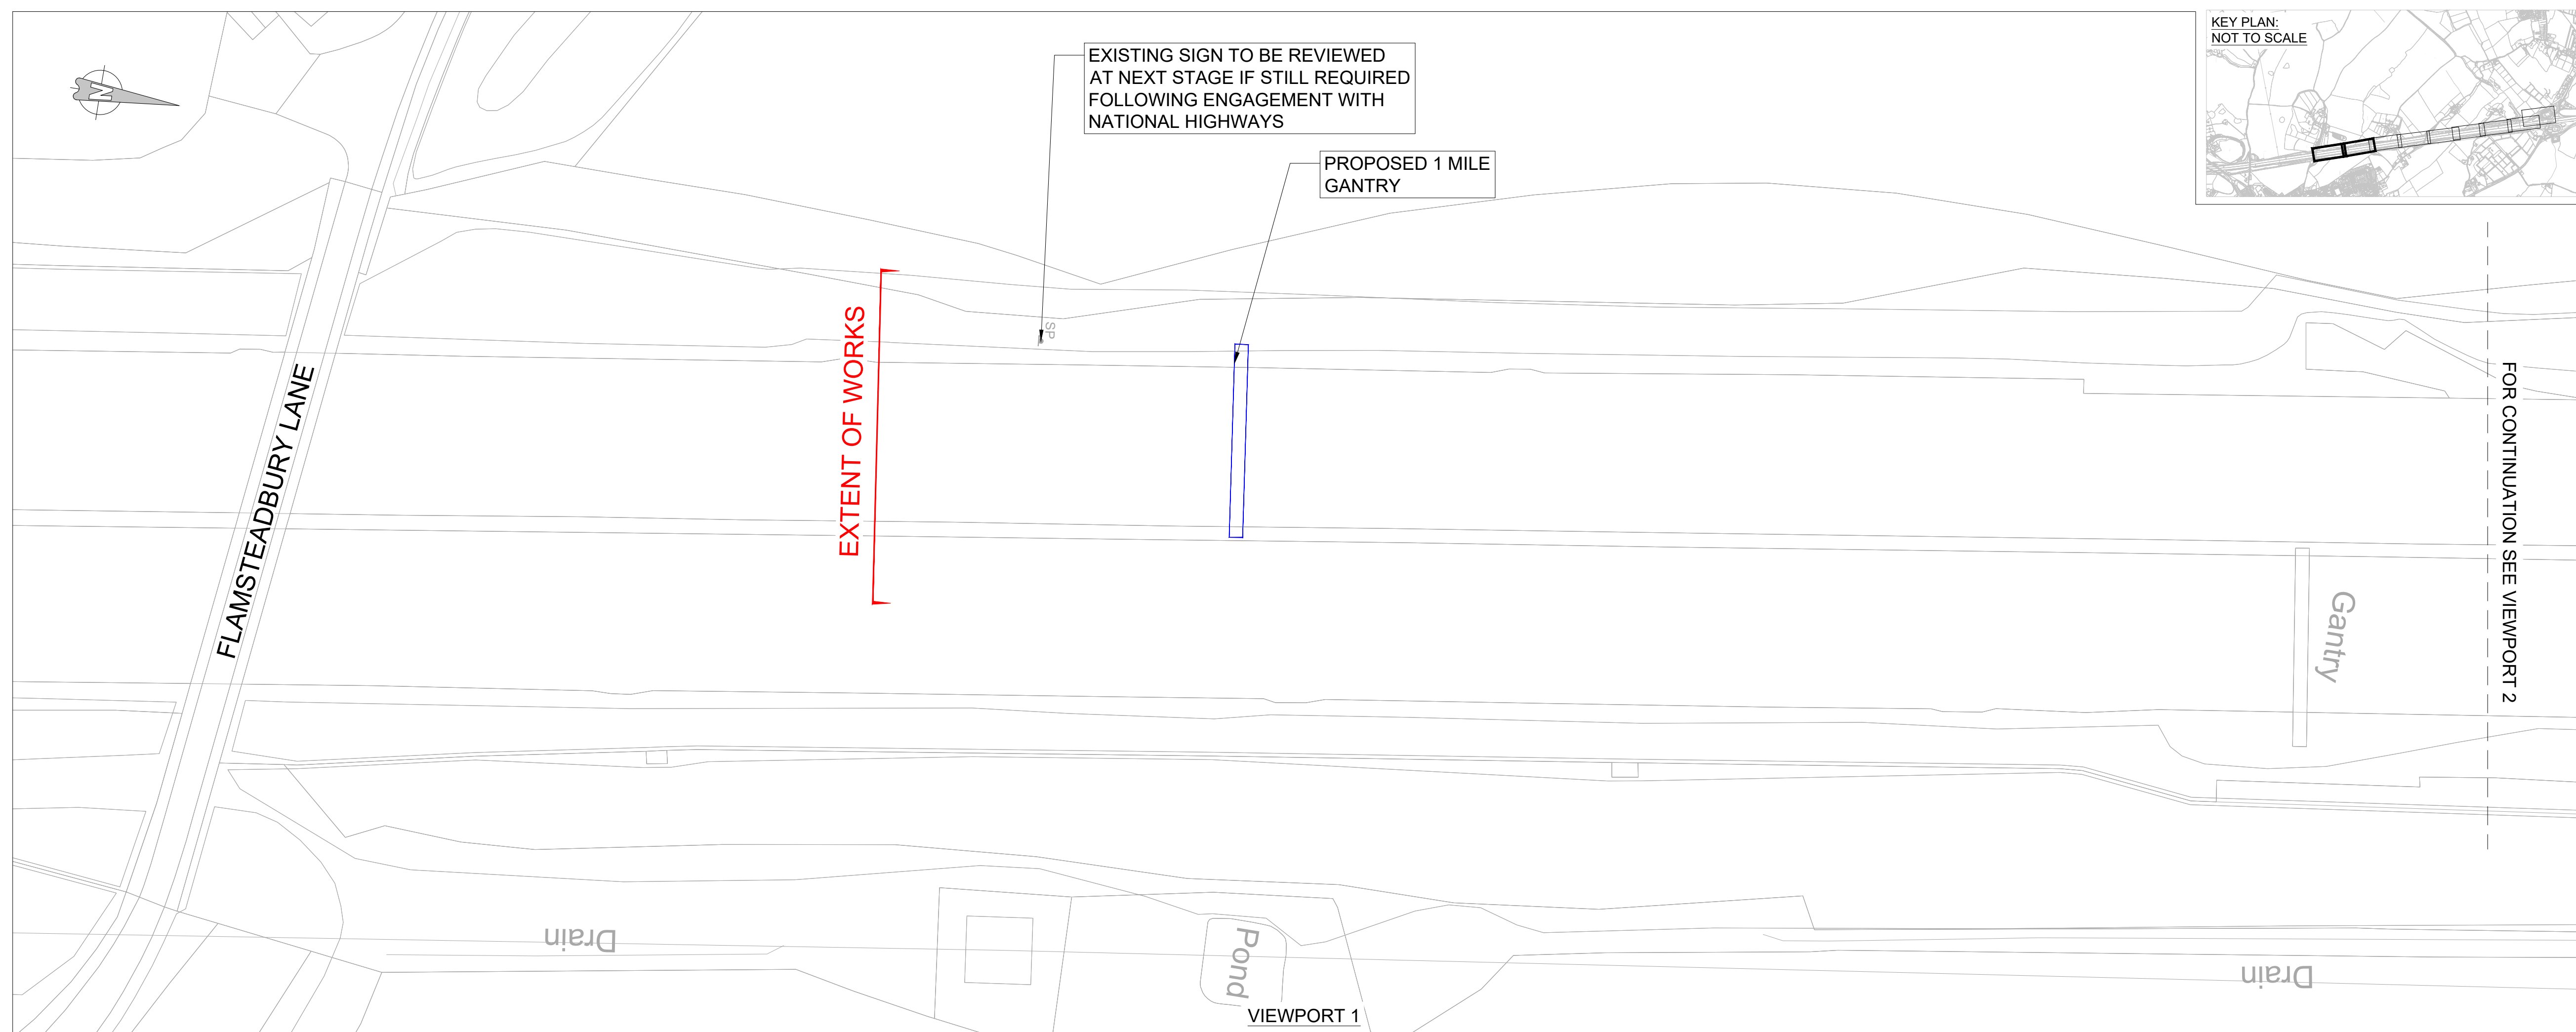 KEY PLAN:
NOT TO SCALE
N
EXISTING SIGN TO BE REVIEWED
AT NEXT STAGE IF STILL REQUIRED
FOLLOWING ENGAGEMENT WITH
NATIONAL HIGHWAYS
PROPOSED 1 MILE
GANTRY
SP
EXTENT OF WORKS
FLAMSTEADBURY LANE
FOR CONTINUATION SEE VIEWPORT 2
Gantry
Drain
Pond
Drain
VIEWPORT 1